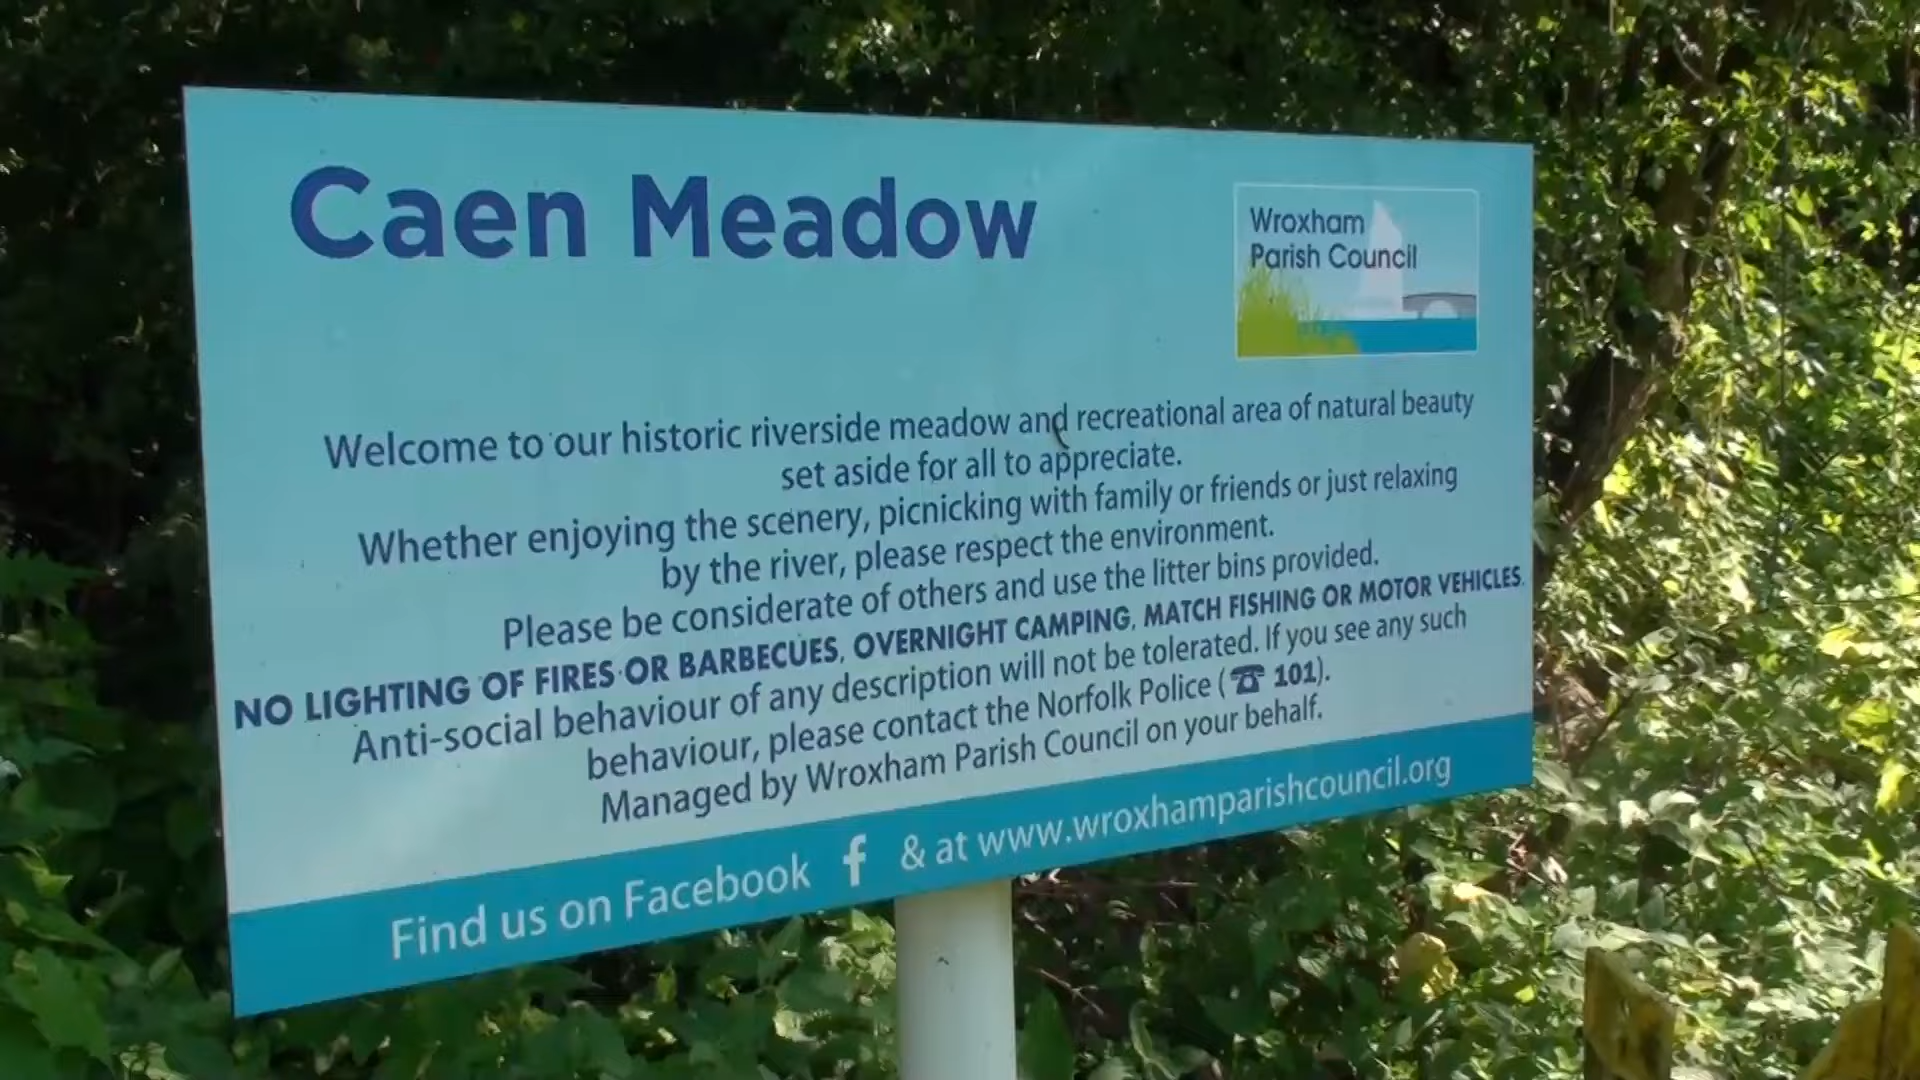 Caen Meadow
Wroxham
Parish Council
Welcome to our historic riverside meadow and recreational area of natural beauty
set aside for all to appreciate.
Whether enjoying the scenery, picnicking with family or friends or just relaxing
by the river, please respect the environment.
Please be considerate of others and use the litter bins provided.
NO LIGHTING OF FIRES OR BARBECUES, OVERNIGHT CAMPING, MATCH FISHING OR MOTOR VEHICLES.
Anti-social behaviour of any description will not be tolerated. If you see any such
behaviour, please contact the Norfolk Police (☎ 101).
Managed by Wroxham Parish Council on your behalf.
Find us on Facebook f & at www.wroxhamparishcouncil.org